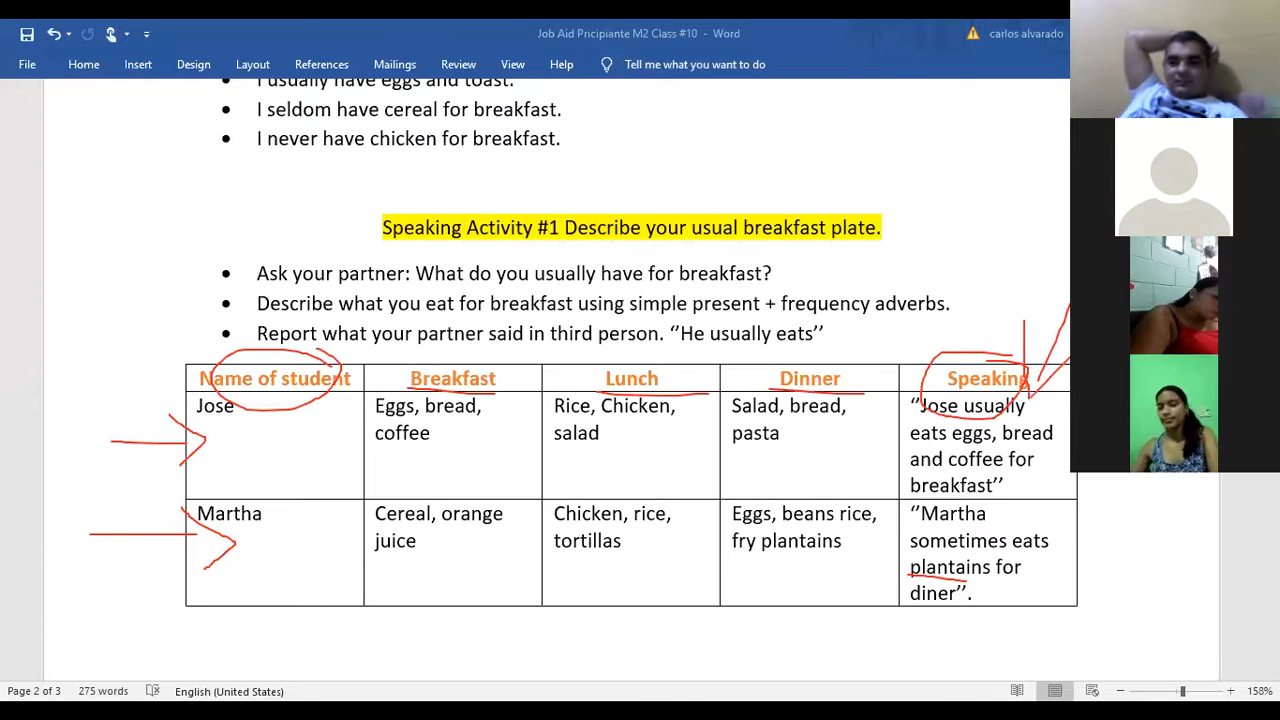 Job Aid Pricipiante M2 Class #10 - Word
carlos alvarado
File Home Insert Design Layout References Mailings Review View Help Tell me what you want to do
• I usually have eggs and toast.
• I seldom have cereal for breakfast.
• I never have chicken for breakfast.
Speaking Activity #1 Describe your usual breakfast plate.
• Ask your partner: What do you usually have for breakfast?
• Describe what you eat for breakfast using simple present + frequency adverbs.
• Report what your partner said in third person. ‘’He usually eats’’
Name of student Breakfast Lunch Dinner Speaking
Jose
Eggs, bread,
coffee
Rice, Chicken,
salad
Salad, bread,
pasta
‘’Jose usually
eats eggs, bread
and coffee for
breakfast’’
Martha
Cereal, orange
juice
Chicken, rice,
tortillas
Eggs, beans rice,
fry plantains
‘’Martha
sometimes eats
plantains for
diner’’.
Page 2 of 3 275 words English (United States) 158%